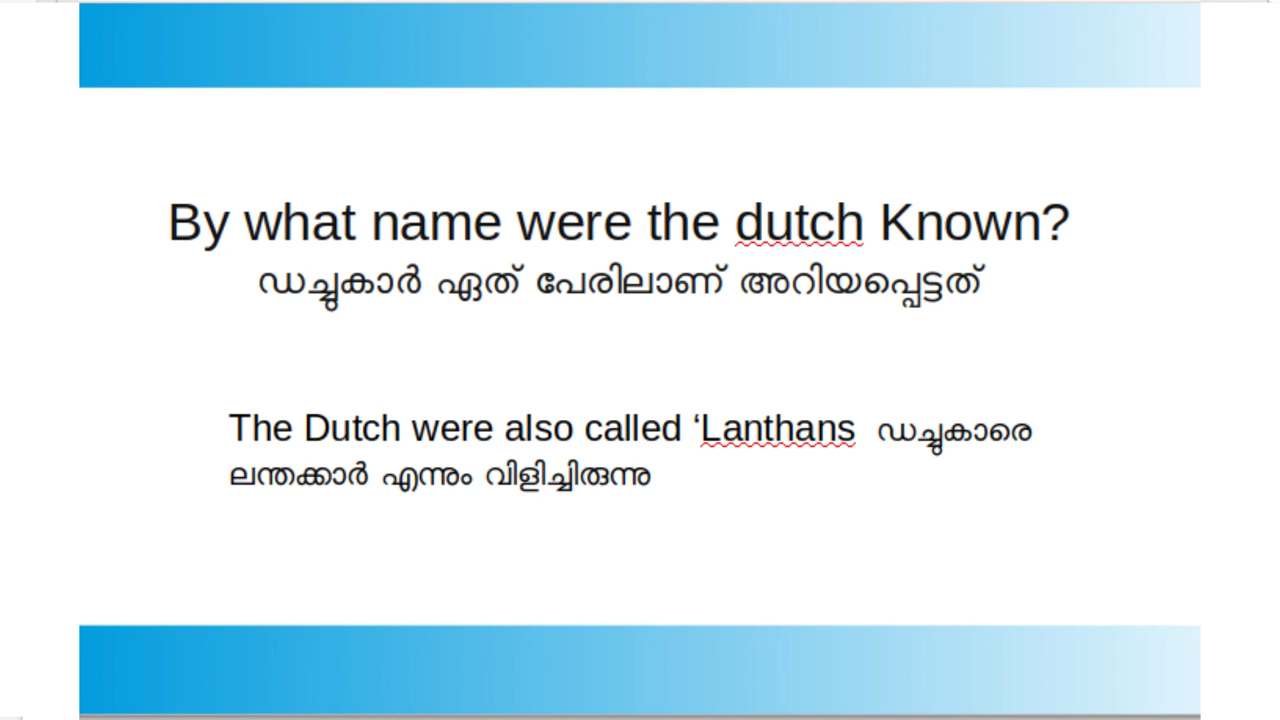 By what name were the dutch Known?
ഡച്ചുകാർ ഏത് പേരിലാണ് അറിയപ്പെട്ടത്
The Dutch were also called ‘Lanthans ഡച്ചുകാരെ
ലന്തക്കാർ എന്നും വിളിച്ചിരുന്നു